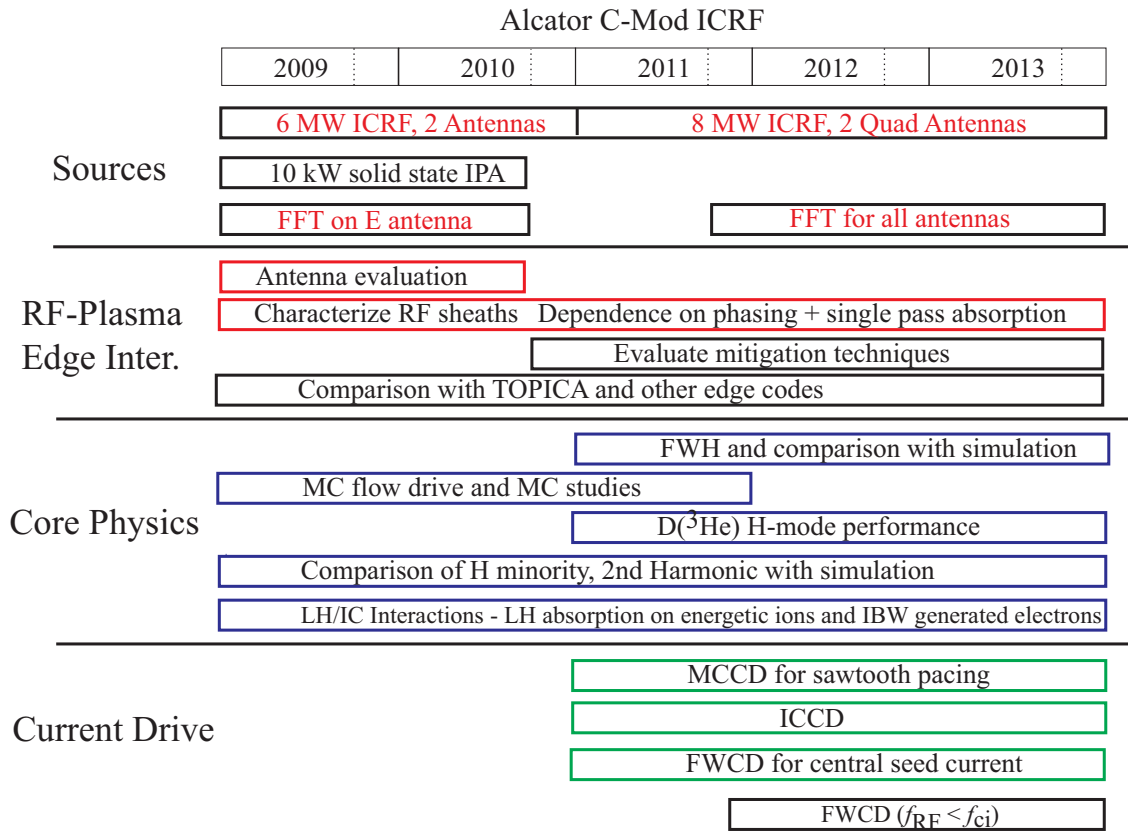 Alcator C-Mod ICRF
2009 2010 2011 2012 2013
Sources
6 MW ICRF, 2 Antennas 8 MW ICRF, 2 Quad Antennas
10 kW solid state IPA
FFT on E antenna FFT for all antennas
RF-Plasma
Edge Inter.
Antenna evaluation
Characterize RF sheaths Dependence on phasing + single pass absorption
Evaluate mitigation techniques
Comparison with TOPICA and other edge codes
Core Physics
FWH and comparison with simulation
MC flow drive and MC studies
D(³He) H-mode performance
Comparison of H minority, 2nd Harmonic with simulation
LH/IC Interactions - LH absorption on energetic ions and IBW generated electrons
Current Drive
MCCD for sawtooth pacing
ICCD
FWCD for central seed current
FWCD (fRF < fci)